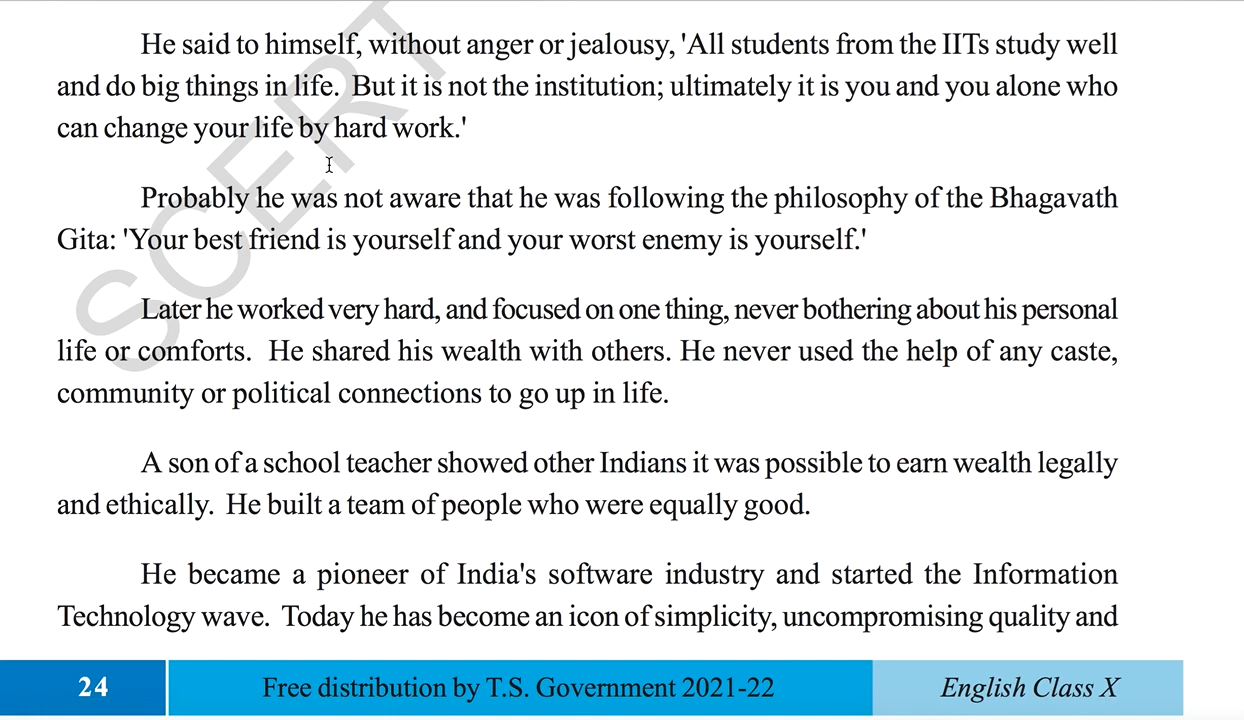 He said to himself, without anger or jealousy, 'All students from the IITs study well
and do big things in life. But it is not the institution; ultimately it is you and you alone who
can change your life by hard work.'
Probably he was not aware that he was following the philosophy of the Bhagavath
Gita: 'Your best friend is yourself and your worst enemy is yourself.'
Later he worked very hard, and focused on one thing, never bothering about his personal
life or comforts. He shared his wealth with others. He never used the help of any caste,
community or political connections to go up in life.
A son of a school teacher showed other Indians it was possible to earn wealth legally
and ethically. He built a team of people who were equally good.
He became a pioneer of India's software industry and started the Information
Technology wave. Today he has become an icon of simplicity, uncompromising quality and
24 Free distribution by T.S. Government 2021-22 English Class X
SCERT